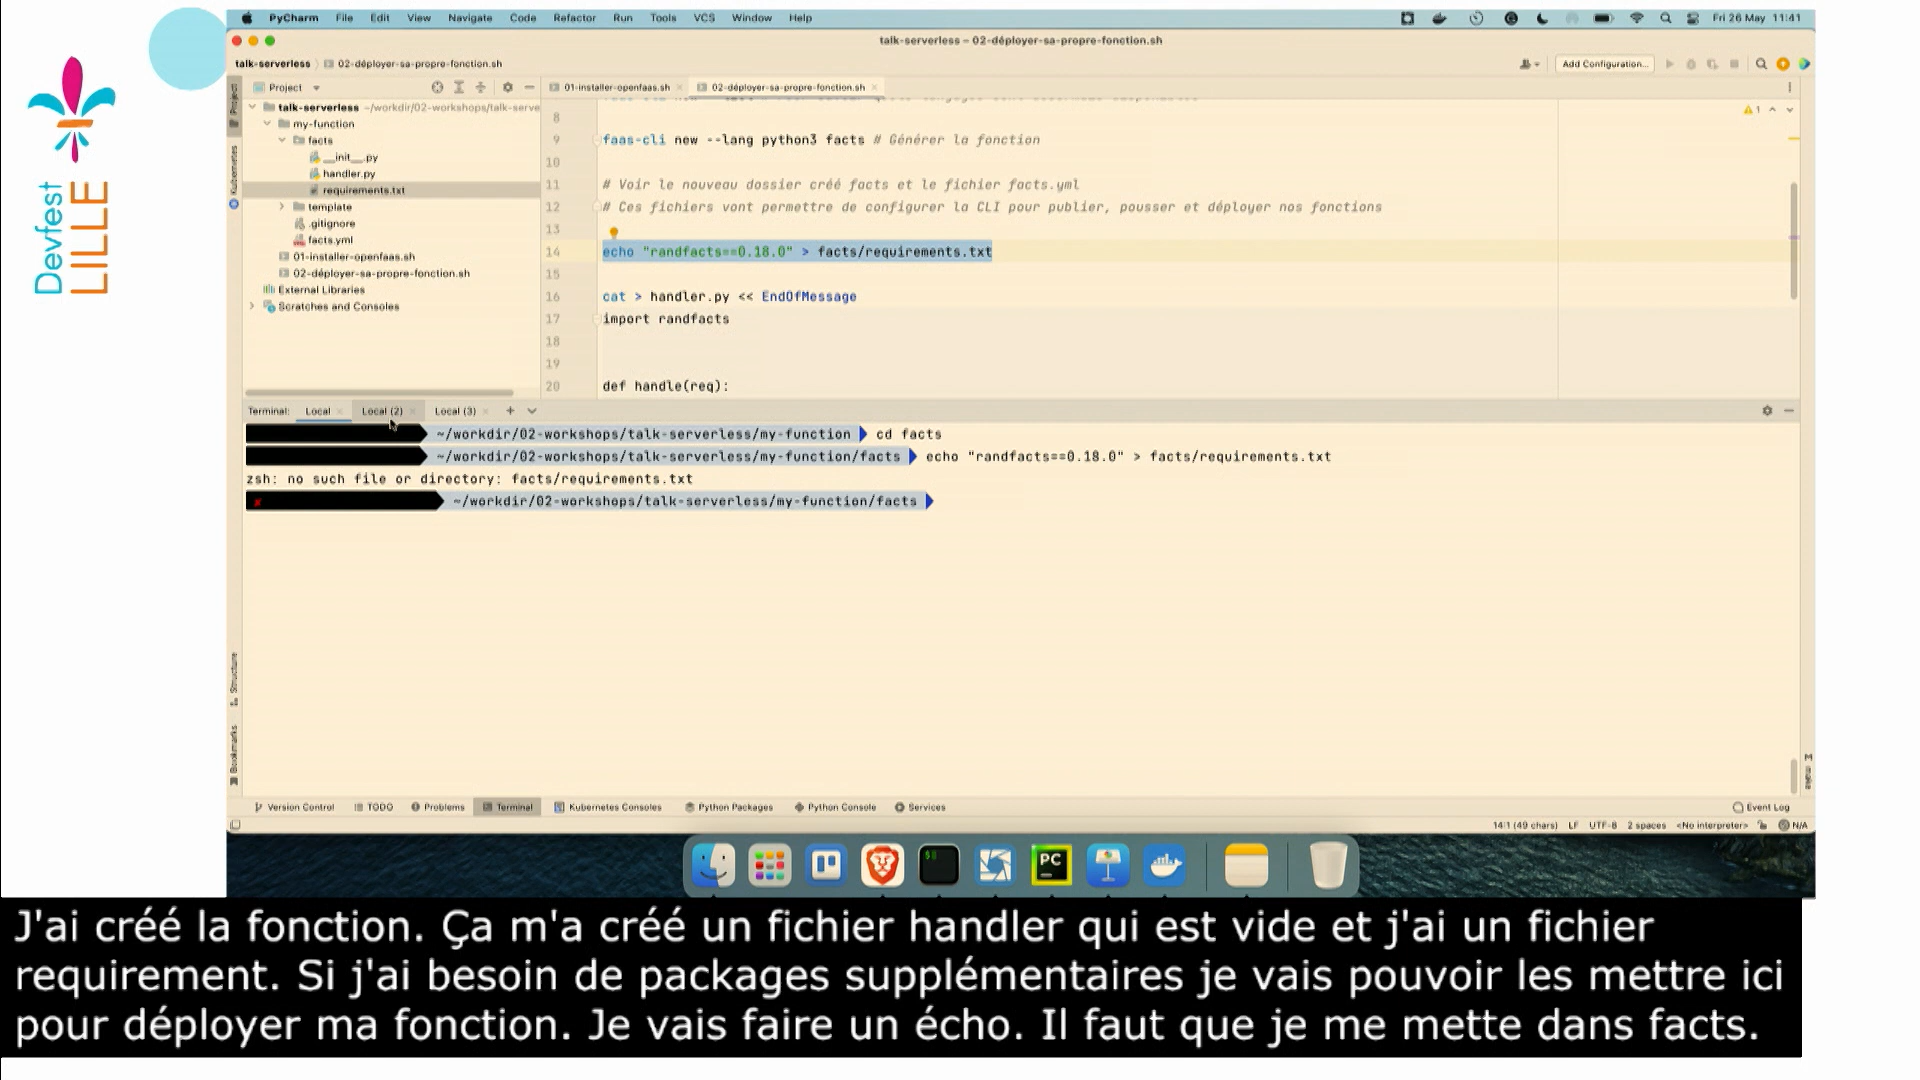 PyCharm File Edit View Navigate Code Refactor Run Tools VCS Window Help Fri 26 May 11:41
talk-serverless – 02-déployer-sa-propre-fonction.sh
talk-serverless 02-déployer-sa-propre-fonction.sh Add Configuration...
Project 01-installer-openfaas.sh 02-déployer-sa-propre-fonction.sh
talk-serverless ~/workdir/02-workshops/talk-serve
my-function
facts
__init__.py
handler.py
requirements.txt
template
.gitignore
facts.yml
01-installer-openfaas.sh
02-déployer-sa-propre-fonction.sh
External Libraries
Scratches and Consoles
Project
Kubernetes
Devfest
LILLE
8
9 faas-cli new --lang python3 facts # Générer la fonction
10
11 # Voir le nouveau dossier créé facts et le fichier facts.yml
12 # Ces fichiers vont permettre de configurer la CLI pour publier, pousser et déployer nos fonctions
13
14 echo "randfacts==0.18.0" > facts/requirements.txt
15
16 cat > handler.py << EndOfMessage
17 import randfacts
18
19
20 def handle(req):
1
Terminal: Local Local (2) Local (3)
~/workdir/02-workshops/talk-serverless/my-function cd facts
~/workdir/02-workshops/talk-serverless/my-function/facts echo "randfacts==0.18.0" > facts/requirements.txt
zsh: no such file or directory: facts/requirements.txt
~/workdir/02-workshops/talk-serverless/my-function/facts
Structure
Bookmarks
make
Version Control TODO Problems Terminal Kubernetes Consoles Python Packages Python Console Services Event Log
14:1 (49 chars) LF UTF-8 2 spaces <No interpreter> N/A
PC
J'ai créé la fonction. Ça m'a créé un fichier handler qui est vide et j'ai un fichier
requirement. Si j'ai besoin de packages supplémentaires je vais pouvoir les mettre ici
pour déployer ma fonction. Je vais faire un écho. Il faut que je me mette dans facts.